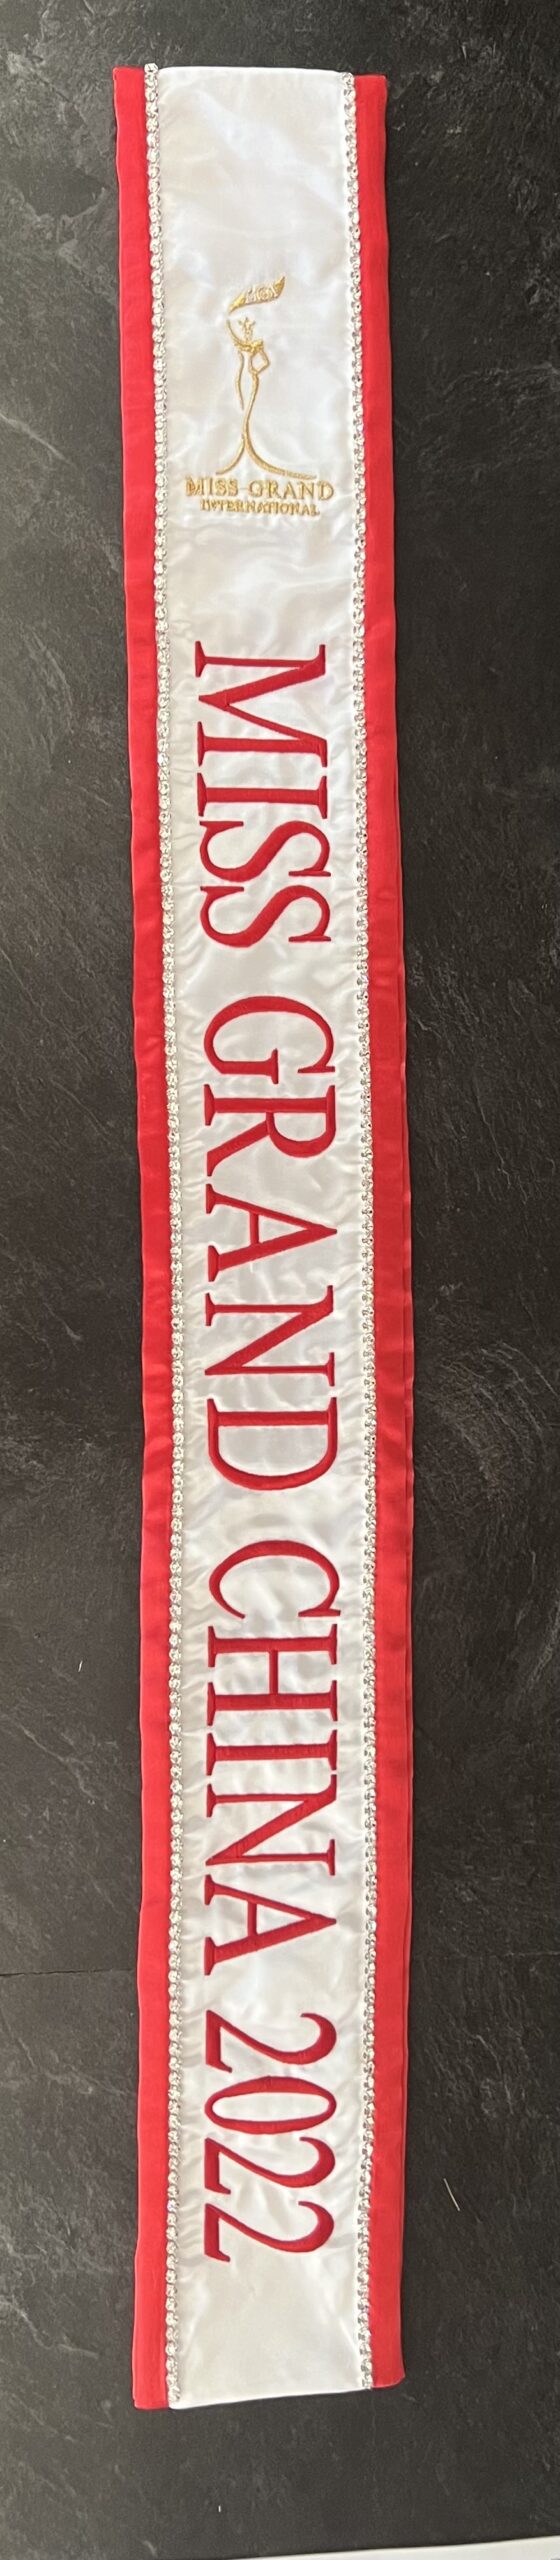 MISS GRAND
INTERNATIONAL
MISS GRAND CHINA 2022